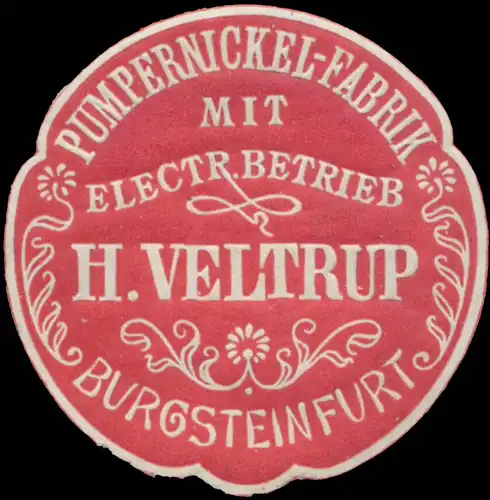 PUMPERNICKEL-FABRIK
MIT
ELECTR. BETRIEB
H. VELTRUP
BURGSTEINFURT